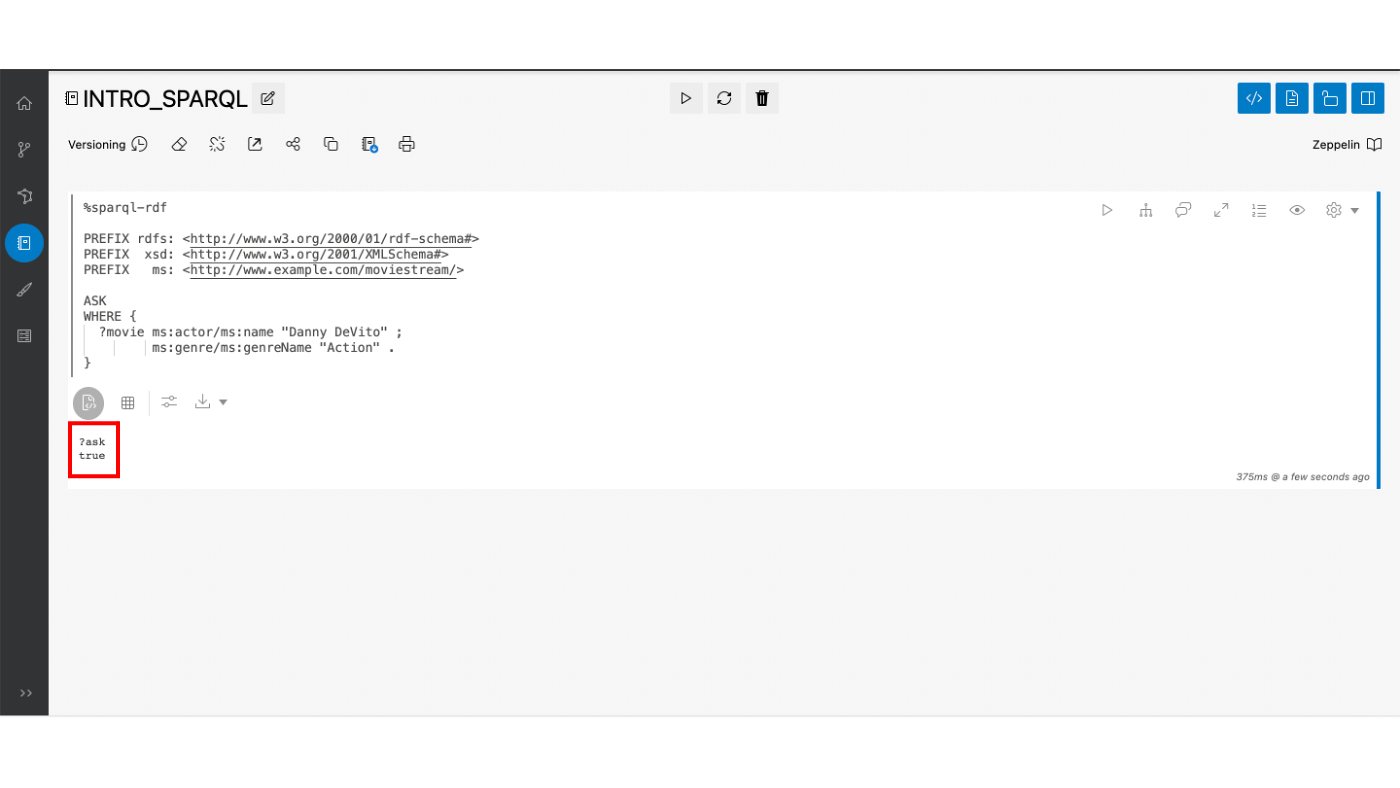 INTRO_SPARQL
Versioning
Zeppelin
%sparql-rdf
PREFIX rdfs: <http://www.w3.org/2000/01/rdf-schema#>
PREFIX  xsd: <http://www.w3.org/2001/XMLSchema#>
PREFIX   ms: <http://www.example.com/moviestream/>
ASK
WHERE {
  ?movie ms:actor/ms:name "Danny DeVito" ;
         ms:genre/ms:genreName "Action" .
}
?ask
true
375ms @ a few seconds ago